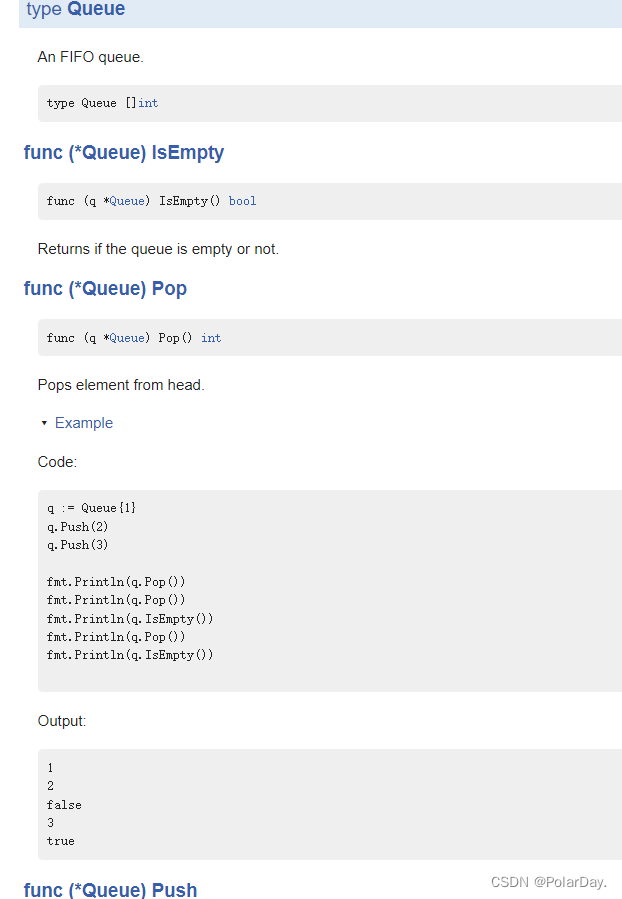 type Queue
An FIFO queue.
type Queue []int
func (*Queue) IsEmpty
func (q *Queue) IsEmpty() bool
Returns if the queue is empty or not.
func (*Queue) Pop
func (q *Queue) Pop() int
Pops element from head.
▾ Example
Code:
q := Queue{1}
q.Push(2)
q.Push(3)
fmt.Println(q.Pop())
fmt.Println(q.Pop())
fmt.Println(q.IsEmpty())
fmt.Println(q.Pop())
fmt.Println(q.IsEmpty())
Output:
1
2
false
3
true
func (*Queue) Push
CSDN @PolarDay.